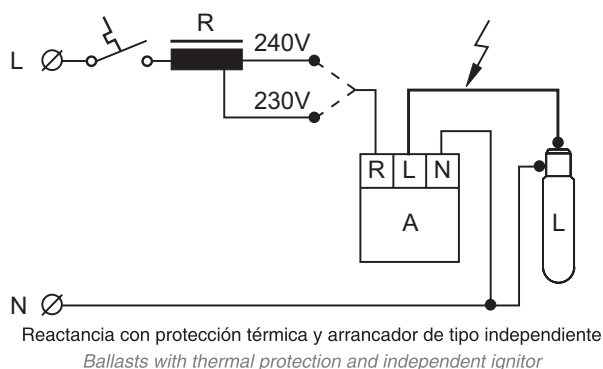 R
240V
L
230V
R L N
A
L
N
Reactancia con protección térmica y arrancador de tipo independiente
Ballasts with thermal protection and independent ignitor